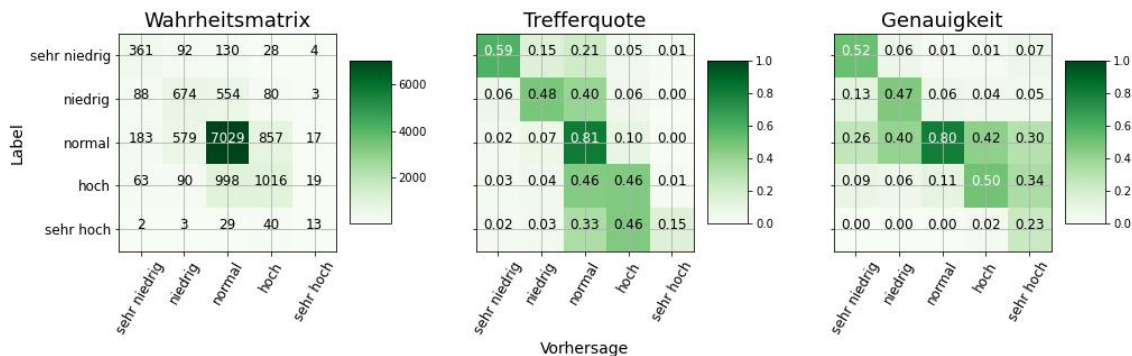 Wahrheitsmatrix
Trefferquote
Genauigkeit
Label
sehr niedrig 361 92 130 28 4
niedrig 88 674 554 80 3
normal 183 579 7029 857 17
hoch 63 90 998 1016 19
sehr hoch 2 3 29 40 13
sehr niedrig niedrig normal hoch sehr hoch
6000
4000
2000
0.59 0.15 0.21 0.05 0.01
0.06 0.48 0.40 0.06 0.00
0.02 0.07 0.81 0.10 0.00
0.03 0.04 0.46 0.46 0.01
0.02 0.03 0.33 0.46 0.15
sehr niedrig niedrig normal hoch sehr hoch
1.0
0.8
0.6
0.4
0.2
0.0
Vorhersage
0.52 0.06 0.01 0.01 0.07
0.13 0.47 0.06 0.04 0.05
0.26 0.40 0.80 0.42 0.30
0.09 0.06 0.11 0.50 0.34
0.00 0.00 0.00 0.02 0.23
sehr niedrig niedrig normal hoch sehr hoch
1.0
0.8
0.6
0.4
0.2
0.0